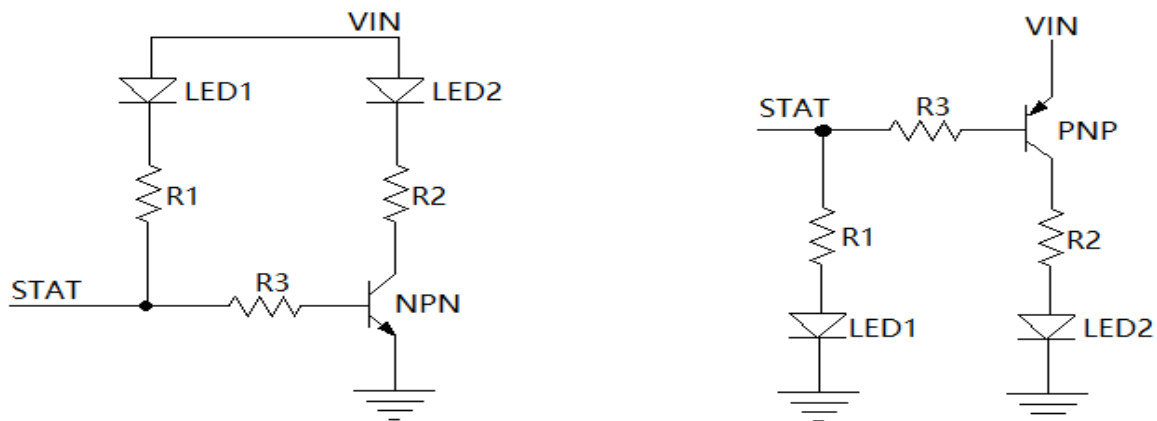 VIN
LED1
LED2
R1
R2
STAT
R3
NPN
VIN
STAT
R3
PNP
R1
R2
LED1
LED2